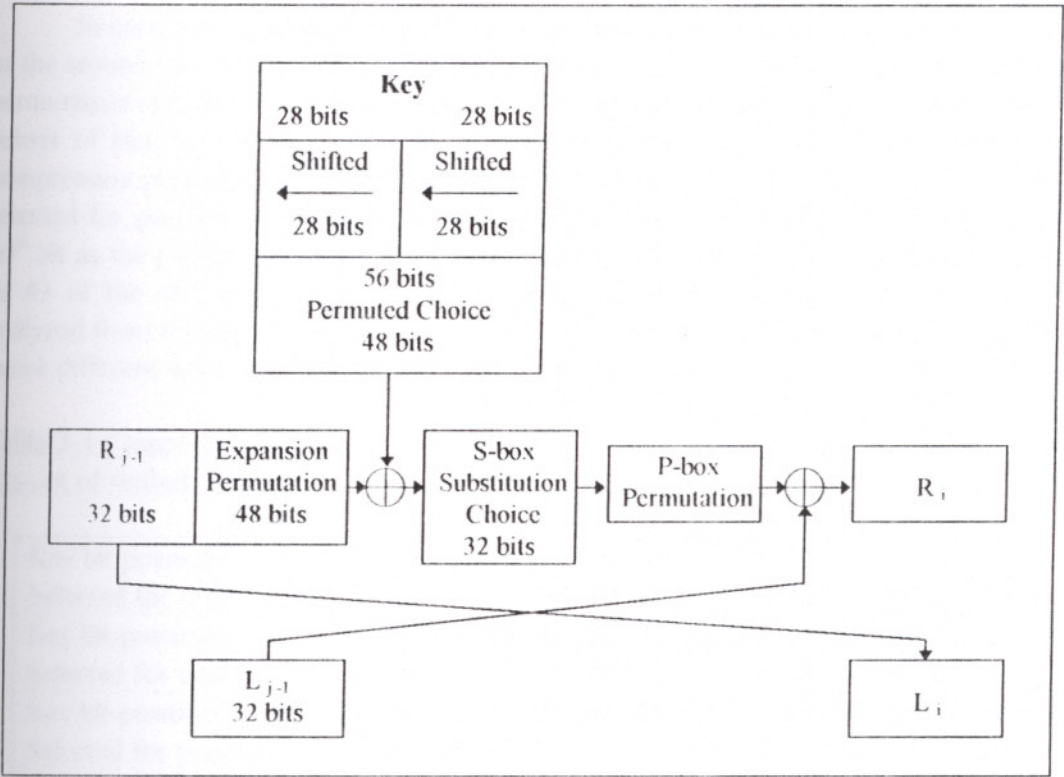 Key
28 bits 28 bits
Shifted Shifted
28 bits 28 bits
56 bits
Permuted Choice
48 bits
R j-1
32 bits
Expansion
Permutation
48 bits
S-box
Substitution
Choice
32 bits
P-box
Permutation
R i
L j-1
32 bits
L i